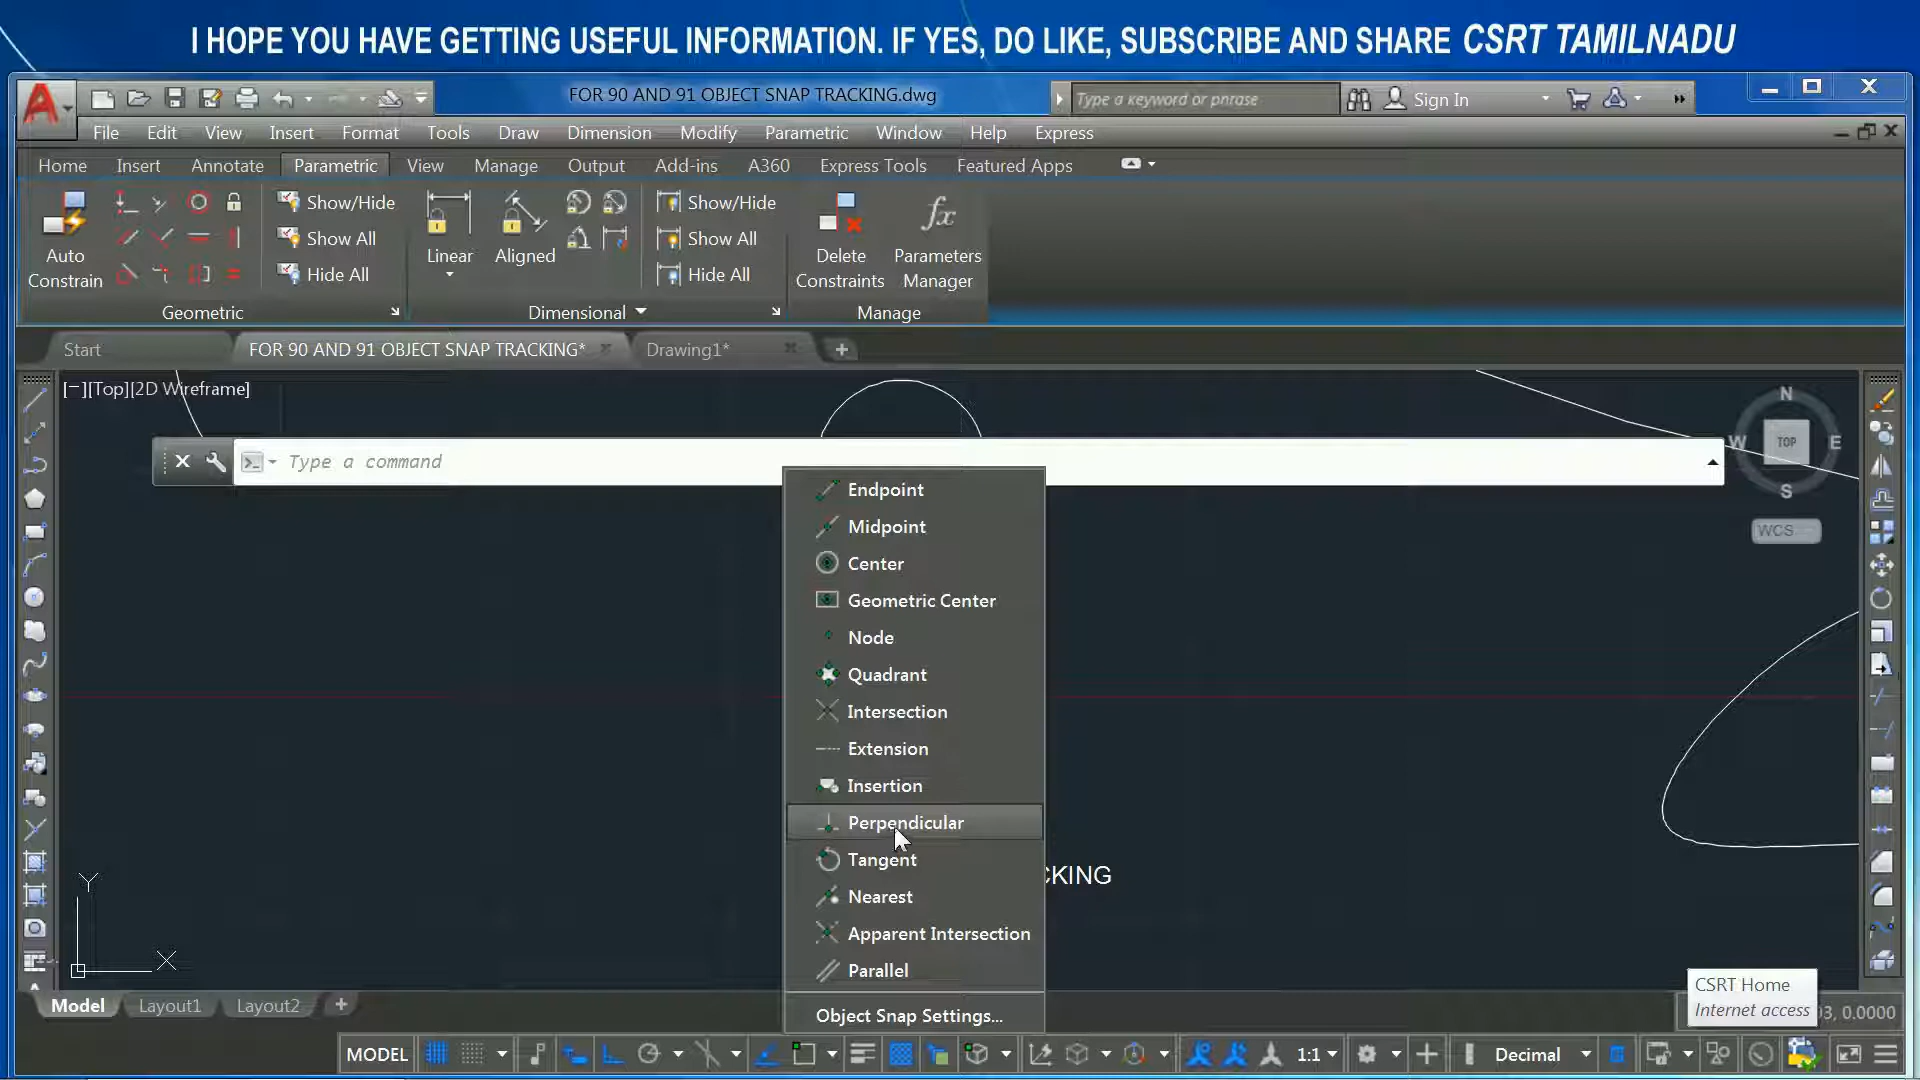 I HOPE YOU HAVE GETTING USEFUL INFORMATION. IF YES, DO LIKE, SUBSCRIBE AND SHARE CSRT TAMILNADU
FOR 90 AND 91 OBJECT SNAP TRACKING.dwg
Type a keyword or phrase
Sign In
File Edit View Insert Format Tools Draw Dimension Modify Parametric Window Help Express
Home Insert Annotate Parametric View Manage Output Add-ins A360 Express Tools Featured Apps
Auto Constrain
Show/Hide
Show All
Hide All
Linear
Aligned
Show/Hide
Show All
Hide All
Delete Constraints
fx
Parameters Manager
Geometric
Dimensional
Manage
Start
FOR 90 AND 91 OBJECT SNAP TRACKING*
Drawing1*
[−][Top][2D Wireframe]
N
W
TOP
E
S
WCS
Type a command
Endpoint
Midpoint
Center
Geometric Center
Node
Quadrant
Intersection
Extension
Insertion
Perpendicular
Tangent
Nearest
Apparent Intersection
Parallel
Object Snap Settings...
CKING
Y
X
CSRT Home
Internet access
3, 0.0000
Model Layout1 Layout2
MODEL
1:1
Decimal